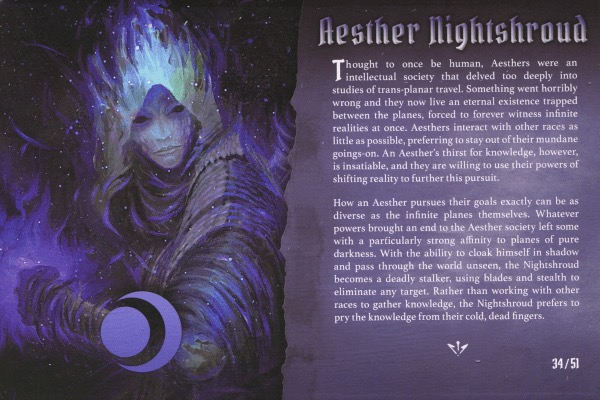 Aesther Nightshroud
Thought to once be human, Aesthers were an
intellectual society that delved too deeply into
studies of trans-planar travel. Something went horribly
wrong and they now live an eternal existence trapped
between the planes, forced to forever witness infinite
realities at once. Aesthers interact with other races as
little as possible, preferring to stay out of their mundane
goings-on. An Aesther's thirst for knowledge, however,
is insatiable, and they are willing to use their powers of
shifting reality to further this pursuit.
How an Aesther pursues their goals exactly can be as
diverse as the infinite planes themselves. Whatever
powers brought an end to the Aesther society left some
with a particularly strong affinity to planes of pure
darkness. With the ability to cloak himself in shadow
and pass through the world unseen, the Nightshroud
becomes a deadly stalker, using blades and stealth to
eliminate any target. Rather than working with other
races to gather knowledge, the Nightshroud prefers to
pry the knowledge from their cold, dead fingers.
34/51